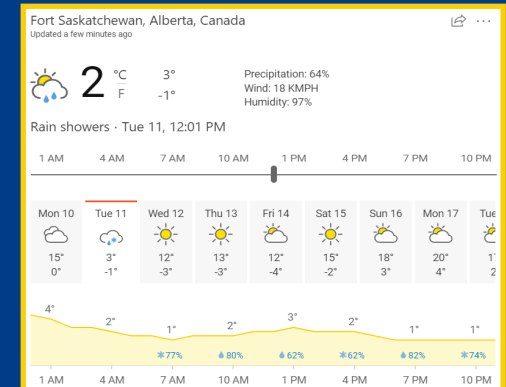 Fort Saskatchewan, Alberta, Canada
Updated a few minutes ago
2 °C 3° Precipitation: 64%
F -1° Wind: 18 KMPH
Humidity: 97%
Rain showers · Tue 11, 12:01 PM
1 AM 4 AM 7 AM 10 AM 1 PM 4 PM 7 PM 10 PM
Mon 10 Tue 11 Wed 12 Thu 13 Fri 14 Sat 15 Sun 16 Mon 17 Tue
15° 3° 12° 13° 12° 15° 18° 20°
0° -1° -3° -3° -4° -2° 3° 4° 2
4° 2° 1° 2° 3° 2° 1° 1°
77% 80% 62% 62% 82% 74%
1 AM 4 AM 7 AM 10 AM 1 PM 4 PM 7 PM 10 PM